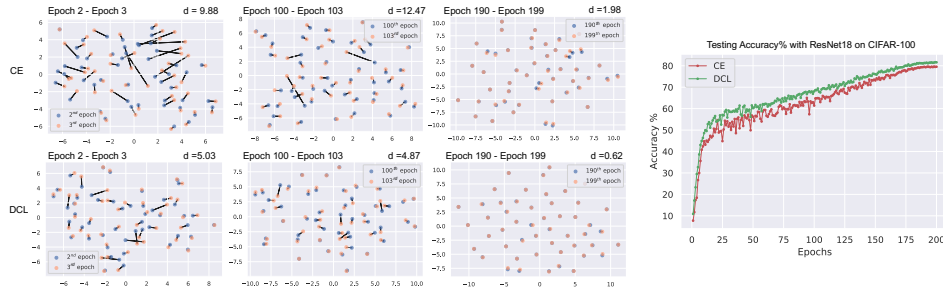 Epoch 2 - Epoch 3 d = 9.88
Epoch 100 - Epoch 103 d =12.47
Epoch 190 - Epoch 199 d =1.98
CE
2nd epoch
3rd epoch
100th epoch
103rd epoch
190th epoch
199th epoch
Epoch 2 - Epoch 3 d =5.03
Epoch 100 - Epoch 103 d =4.87
Epoch 190 - Epoch 199 d =0.62
DCL
2nd epoch
3rd epoch
100th epoch
103rd epoch
190th epoch
199th epoch
Testing Accuracy% with ResNet18 on CIFAR-100
CE
DCL
Accuracy %
80
70
60
50
40
30
20
10
0 25 50 75 100 125 150 175 200
Epochs